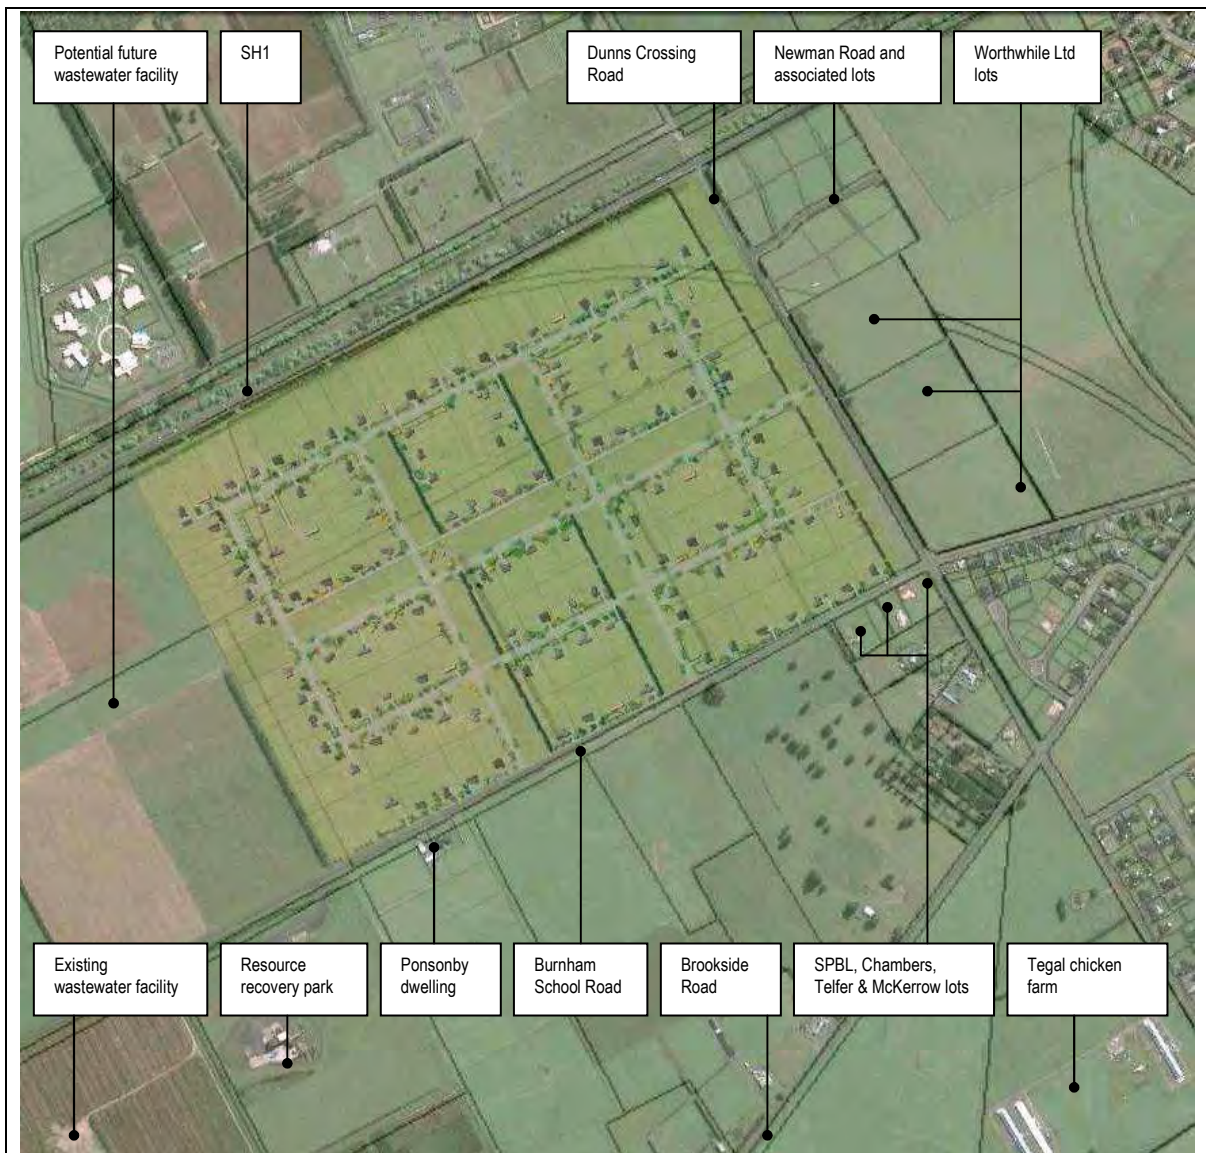 Potential future
wastewater facility
SH1
Dunns Crossing
Road
Newman Road and
associated lots
Worthwhile Ltd
lots
Existing
wastewater facility
Resource
recovery park
Ponsonby
dwelling
Burnham
School Road
Brookside
Road
SPBL, Chambers,
Telfer & McKerrow lots
Tegal chicken
farm